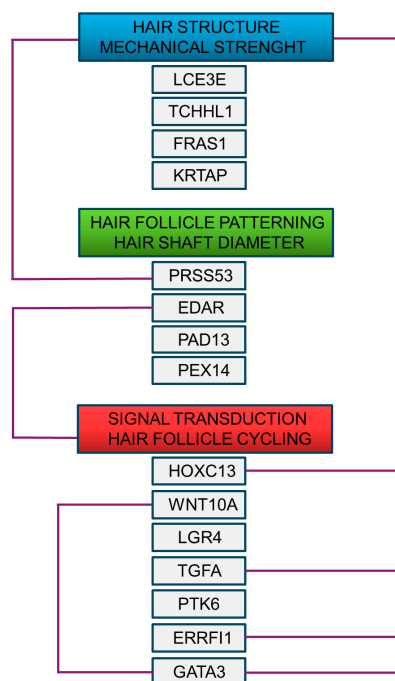 HAIR STRUCTURE
MECHANICAL STRENGHT
LCE3E
TCHHL1
FRAS1
KRTAP
HAIR FOLLICLE PATTERNING
HAIR SHAFT DIAMETER
PRSS53
EDAR
PAD13
PEX14
SIGNAL TRANSDUCTION
HAIR FOLLICLE CYCLING
HOXC13
WNT10A
LGR4
TGFA
PTK6
ERRFI1
GATA3